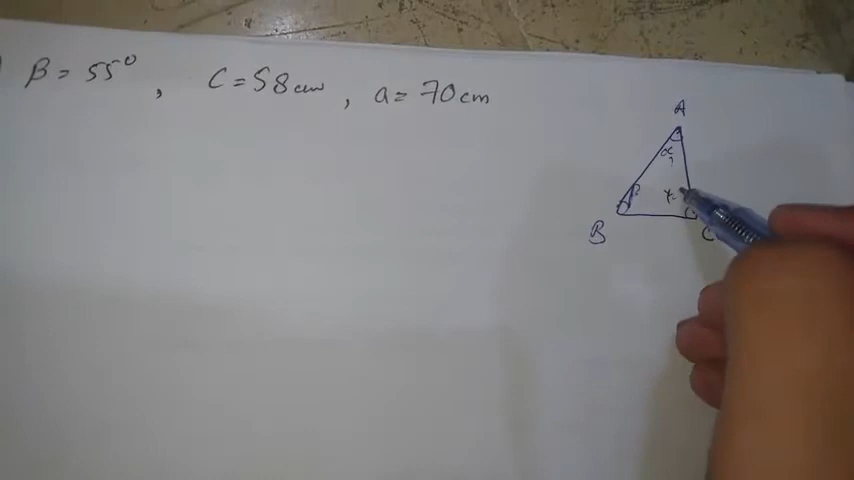 β = 55°, C = 58 cm, a = 70 cm
A
α
?
β
γ =
B
C